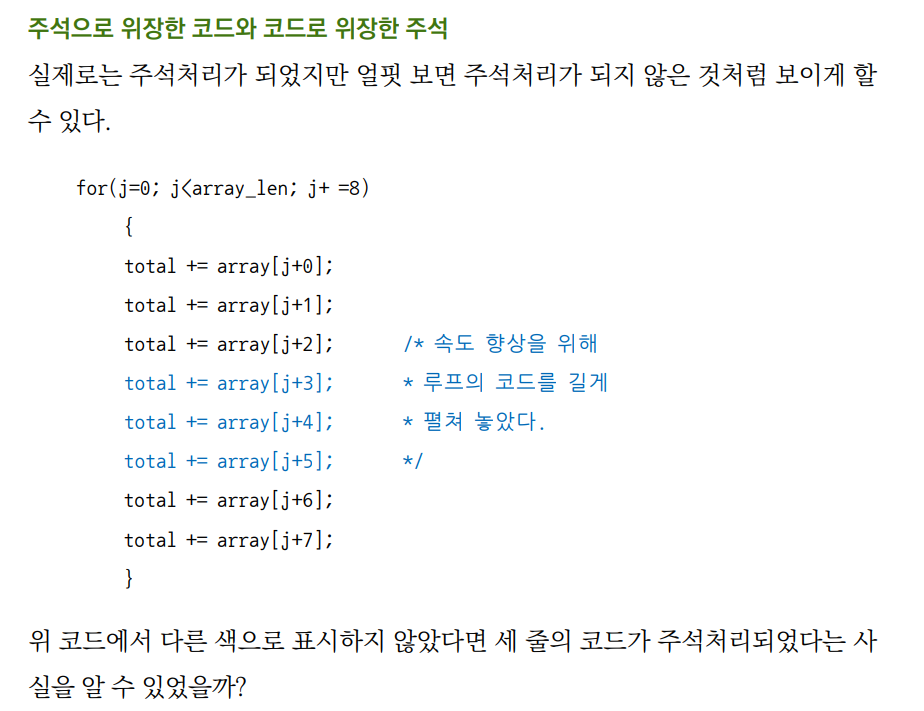 주석으로 위장한 코드와 코드로 위장한 주석
실제로는 주석처리가 되었지만 얼핏 보면 주석처리가 되지 않은 것처럼 보이게 할
수 있다.
for(j=0; j<array_len; j+ =8)
{
total += array[j+0];
total += array[j+1];
total += array[j+2]; /* 속도 향상을 위해
total += array[j+3]; * 루프의 코드를 길게
total += array[j+4]; * 펼쳐 놓았다.
total += array[j+5]; */
total += array[j+6];
total += array[j+7];
}
위 코드에서 다른 색으로 표시하지 않았다면 세 줄의 코드가 주석처리되었다는 사
실을 알 수 있었을까?